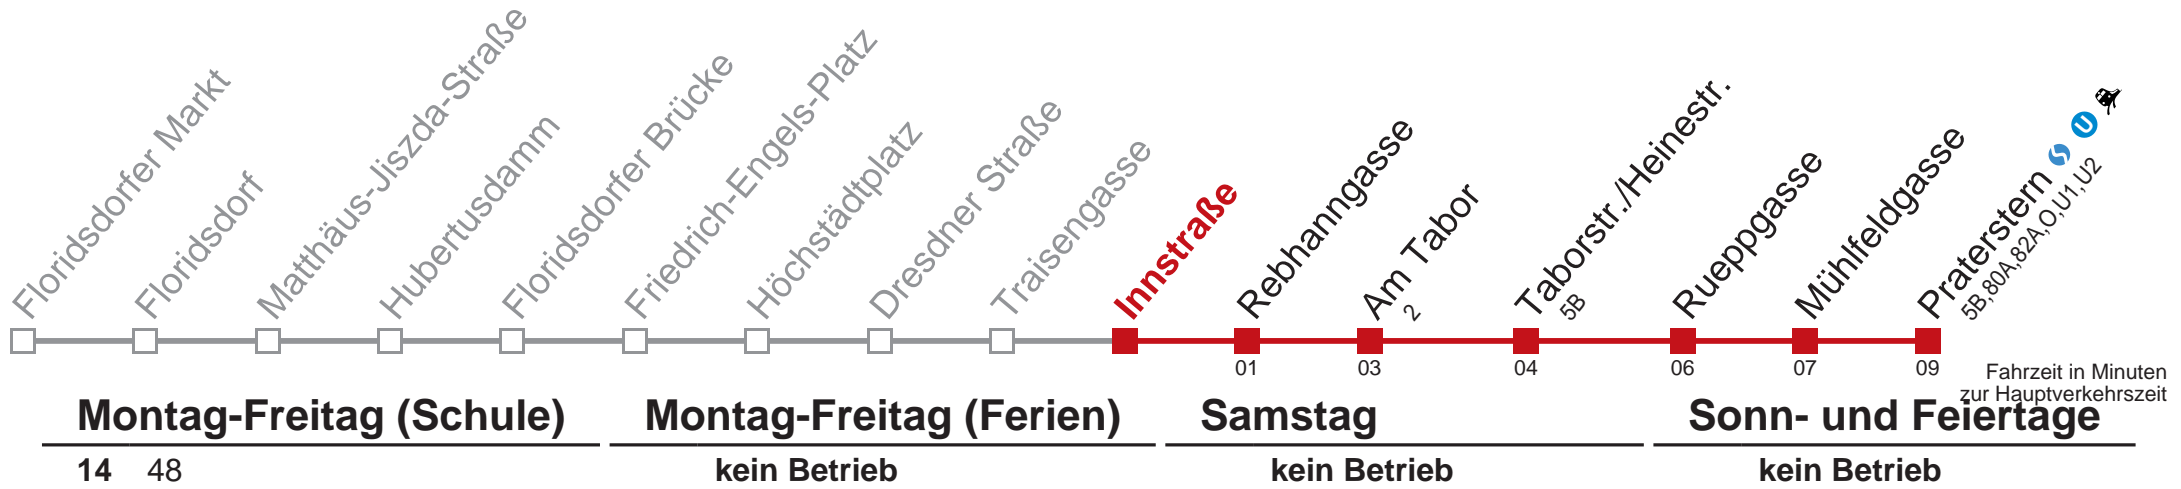 Floridsdorfer Markt
Floridsdorf
Matthäus-Jiszda-Straße
Hubertusdamm
Floridsdorfer Brücke
Friedrich-Engels-Platz
Höchstädtplatz
Dresdner Straße
Traisengasse
Innstraße
Rebhanngasse
Am Tabor
2
Taborstr./Heinestr.
5B
Rueppgasse
Mühlfeldgasse
Praterstern S U
5B,80A,82A,O,U1,U2
01 03 04 06 07 09
Fahrzeit in Minuten
zur Hauptverkehrszeit
Montag-Freitag (Schule) Montag-Freitag (Ferien) Samstag Sonn- und Feiertage
14 48 kein Betrieb kein Betrieb kein Betrieb